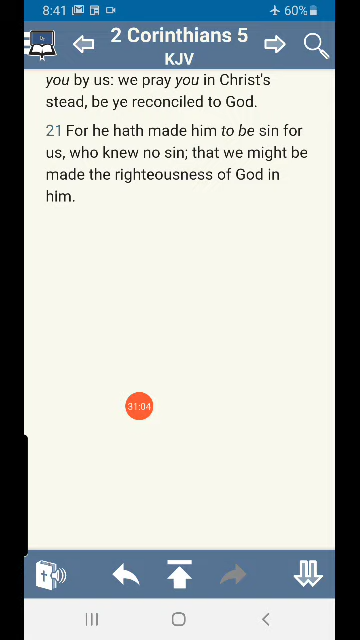 8:41
60%
2 Corinthians 5
KJV
you by us: we pray you in Christ's
stead, be ye reconciled to God.
21 For he hath made him to be sin for
us, who knew no sin; that we might be
made the righteousness of God in
him.
31:04